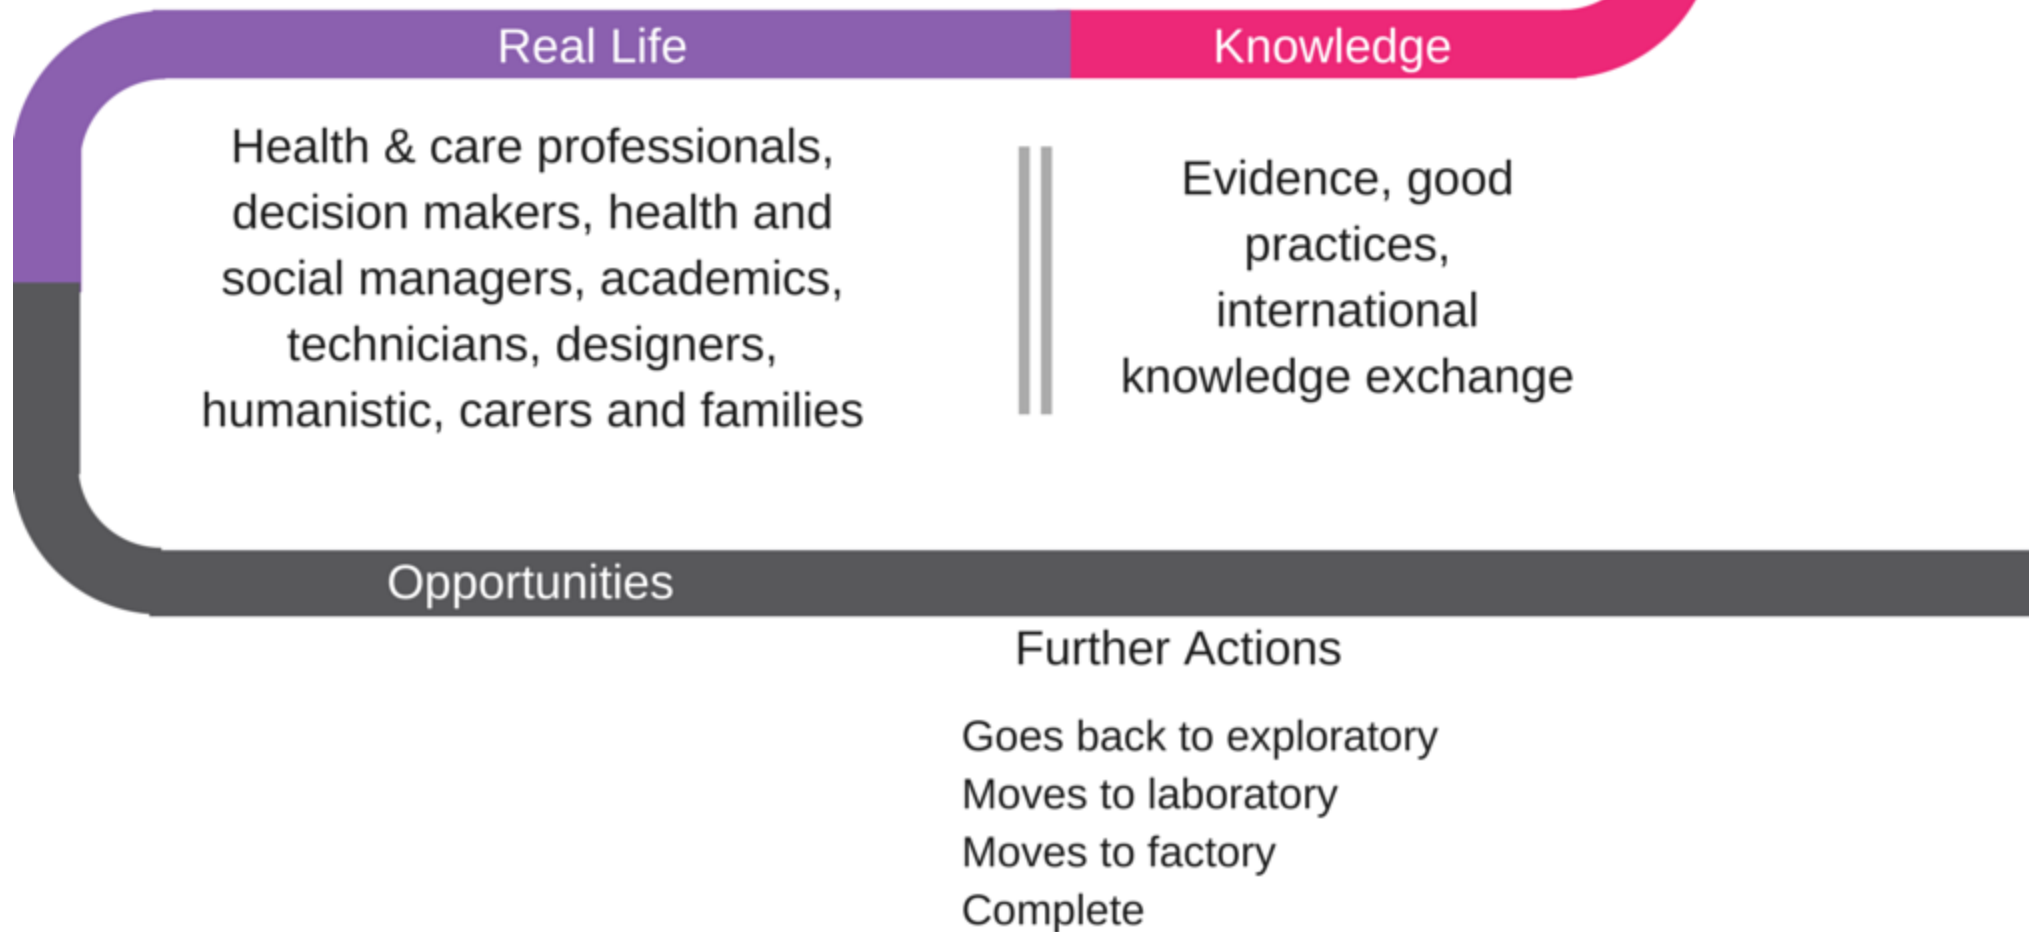 Real Life
Knowledge
Health & care professionals,
decision makers, health and
social managers, academics,
technicians, designers,
humanistic, carers and families
Evidence, good
practices,
international
knowledge exchange
Opportunities
Further Actions
Goes back to exploratory
Moves to laboratory
Moves to factory
Complete